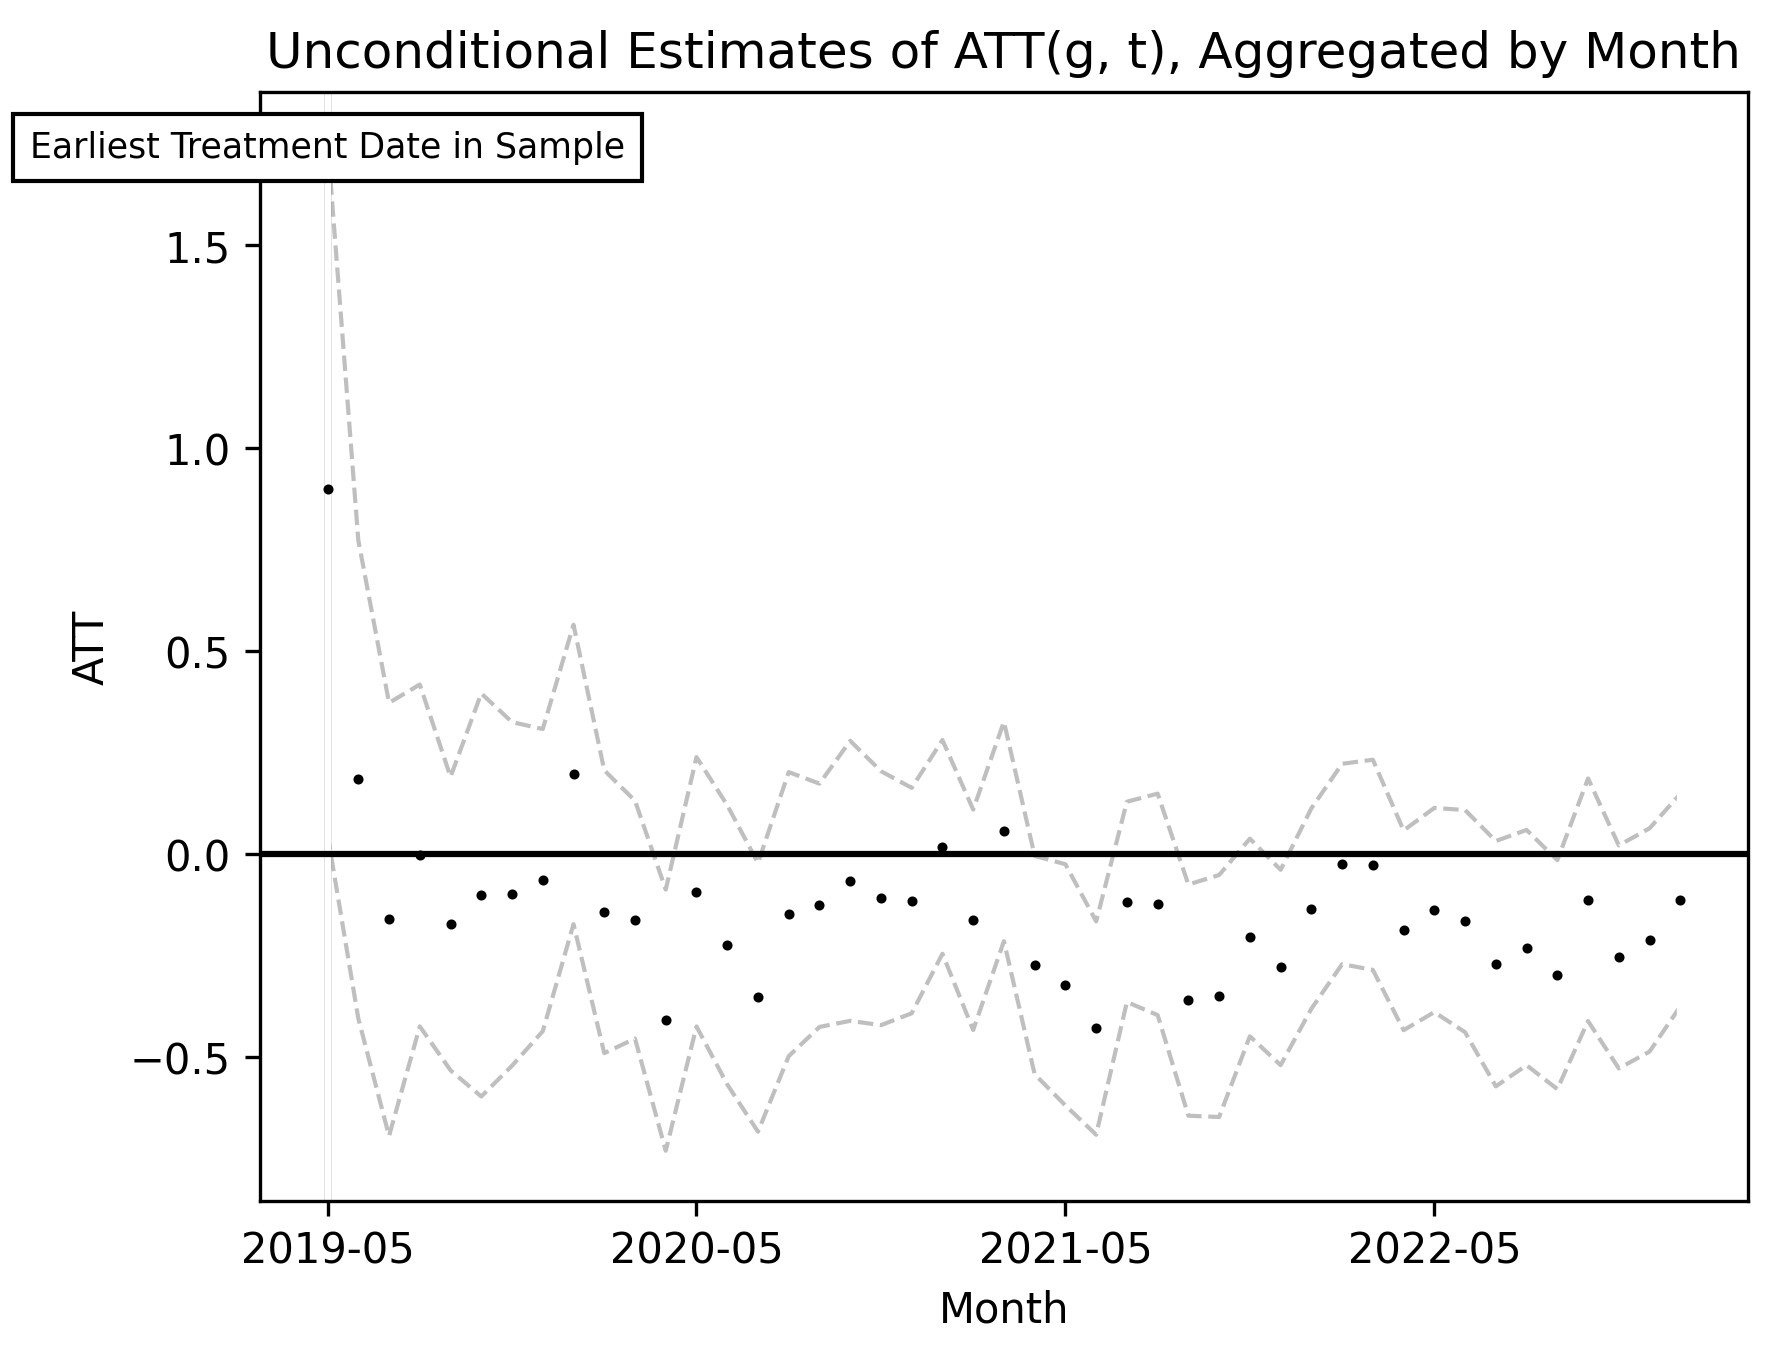 Unconditional Estimates of ATT(g, t), Aggregated by Month
Earliest Treatment Date in Sample
1.5
1.0
0.5
0.0
−0.5
ATT
2019-05 2020-05 2021-05 2022-05
Month